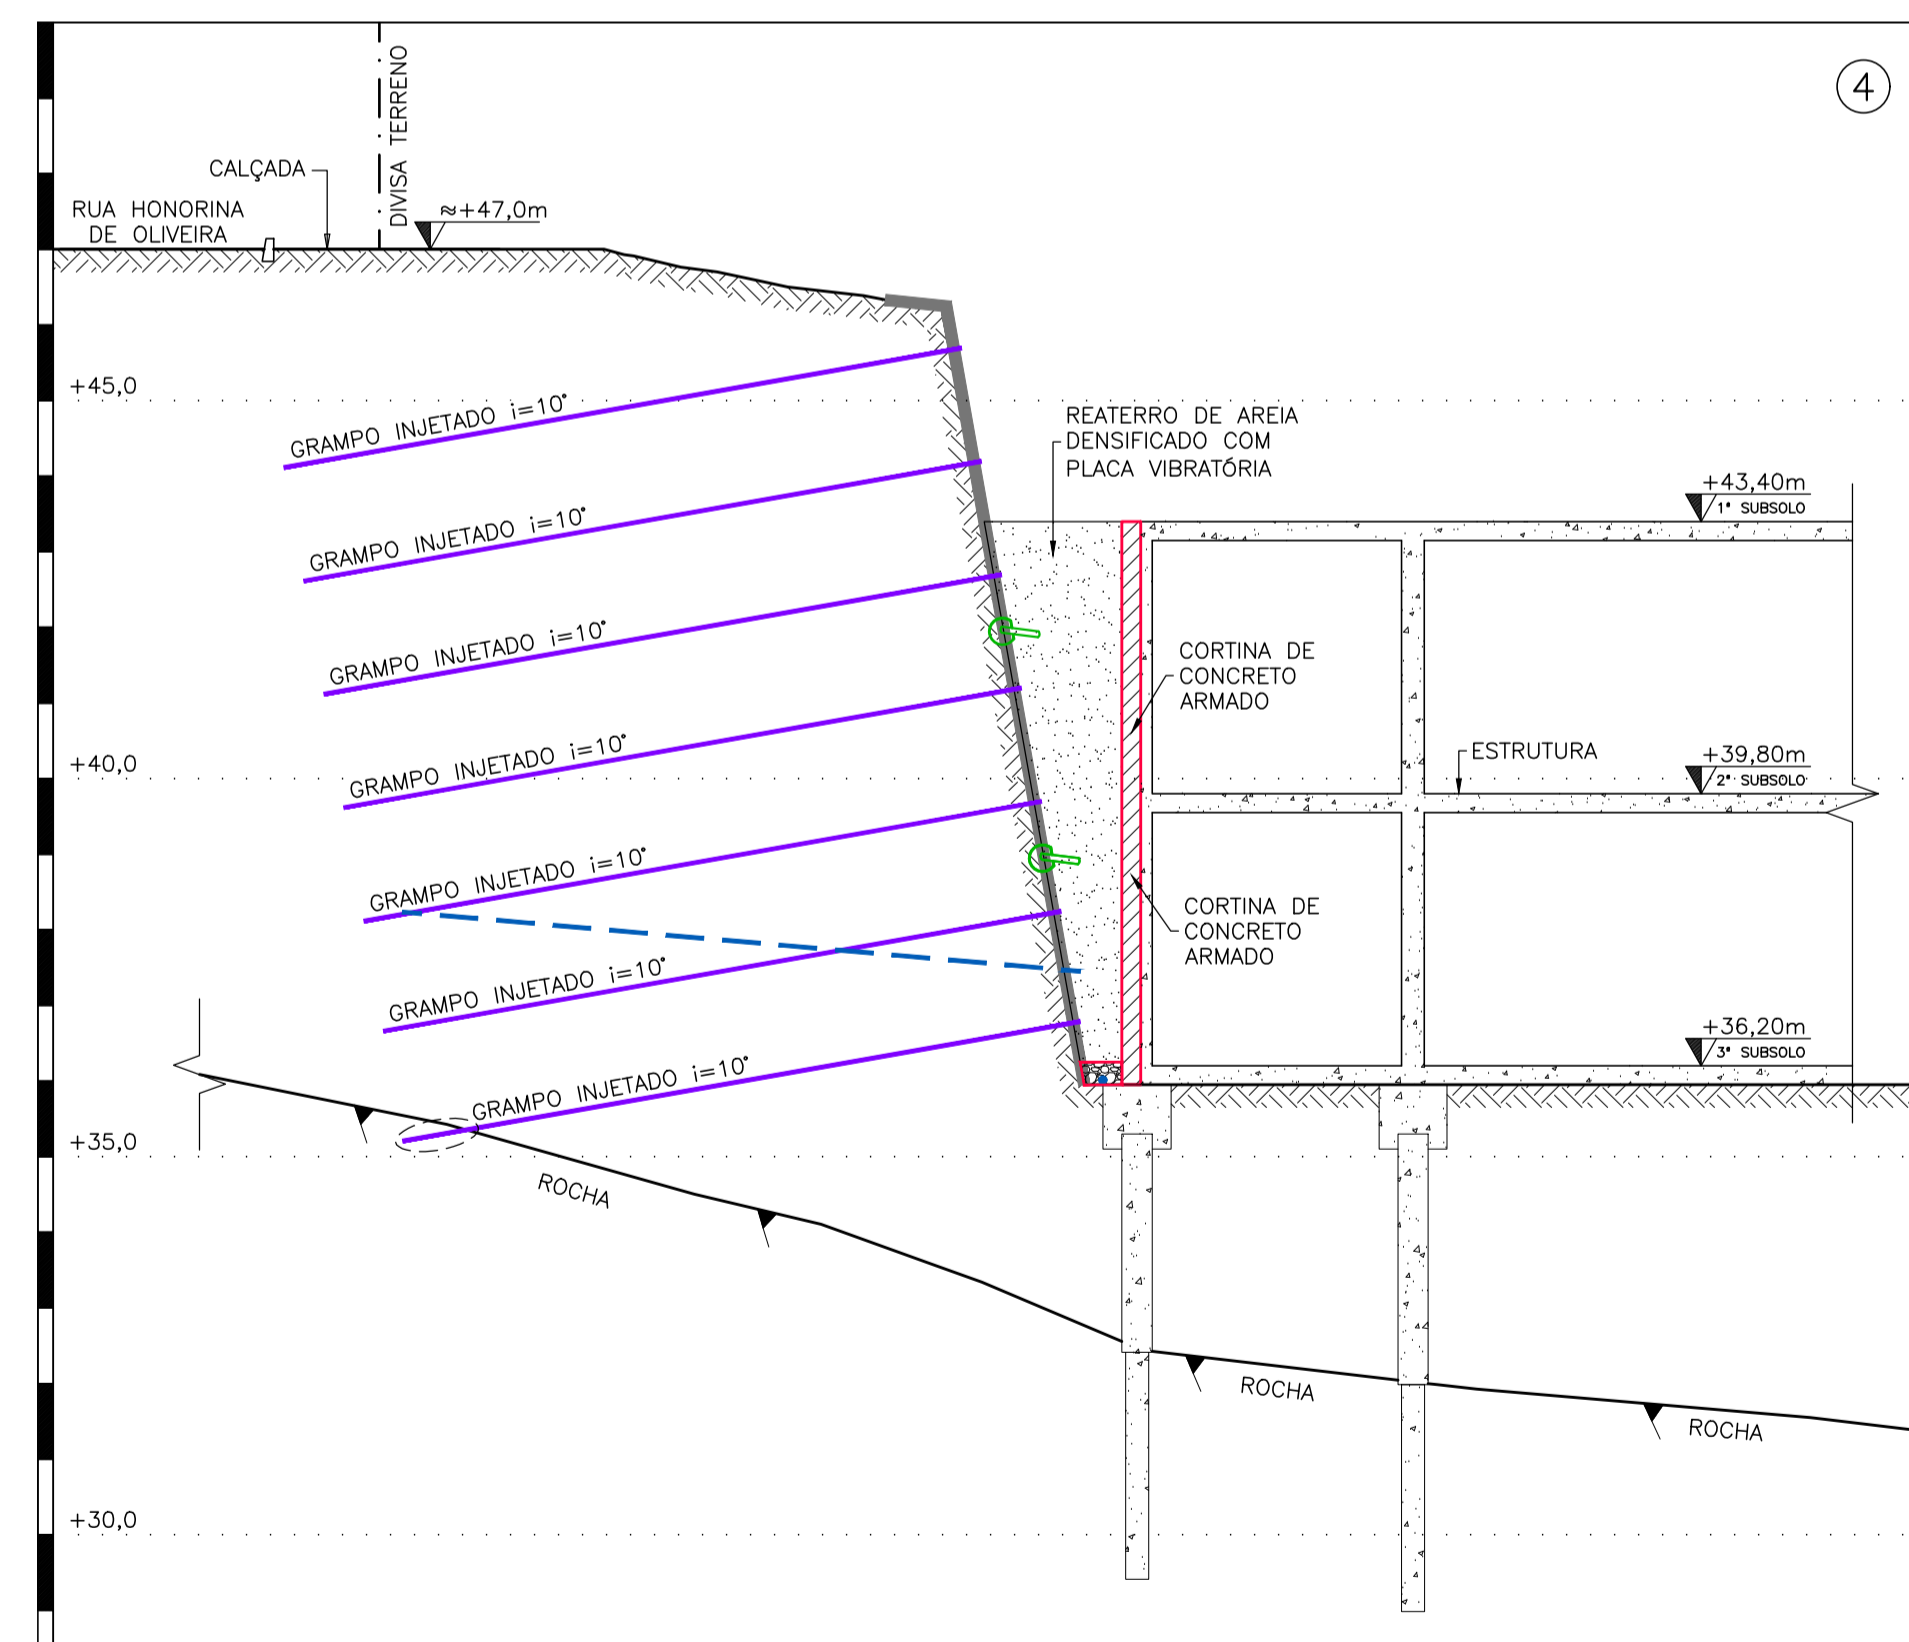 4
DIVISA TERRENO
CALÇADA
RUA HONORINA
DE OLIVEIRA
≈+47,0m
+45,0
GRAMPO INJETADO i=10°
REATERRO DE AREIA
DENSIFICADO COM
PLACA VIBRATÓRIA
+43,40m
1° SUBSOLO
GRAMPO INJETADO i=10°
GRAMPO INJETADO i=10°
CORTINA DE
CONCRETO
ARMADO
+40,0
GRAMPO INJETADO i=10°
ESTRUTURA
+39,80m
2° SUBSOLO
GRAMPO INJETADO i=10°
CORTINA DE
CONCRETO
ARMADO
GRAMPO INJETADO i=10°
+36,20m
3° SUBSOLO
GRAMPO INJETADO i=10°
+35,0
ROCHA
ROCHA
ROCHA
+30,0